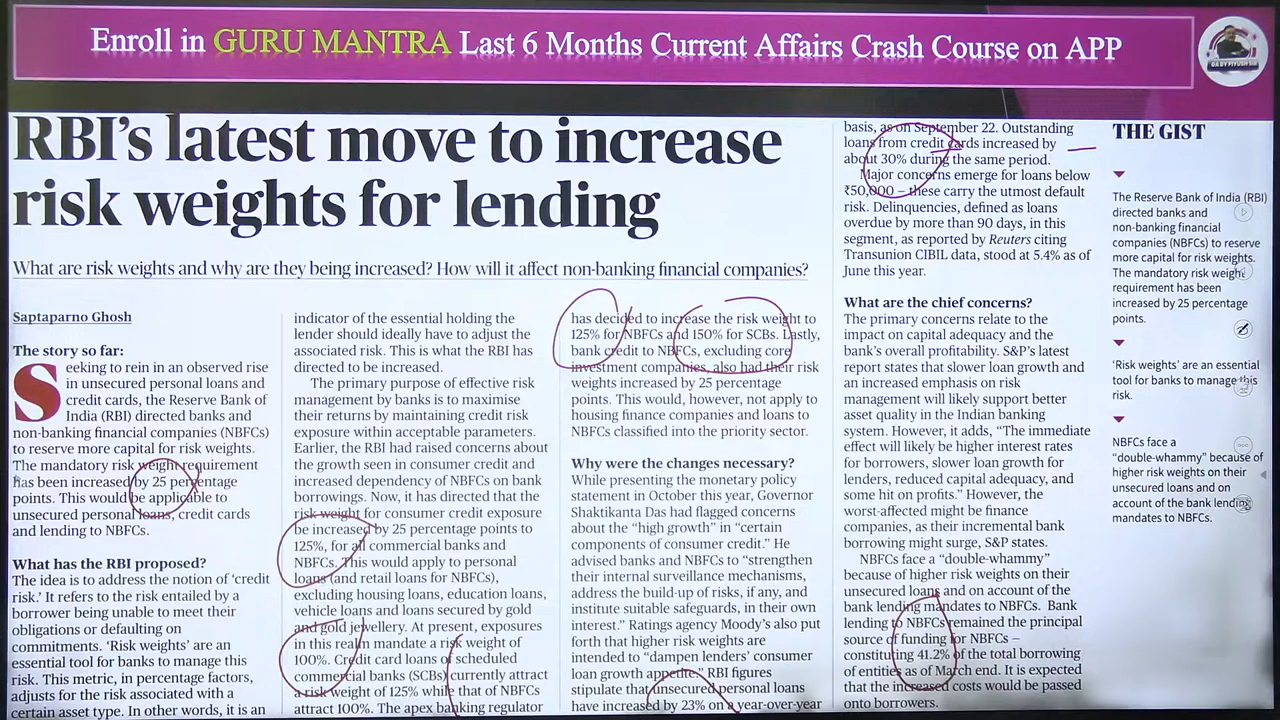 Enroll in GURU MANTRA Last 6 Months Current Affairs Crash Course on APP
GA BY PIYUSH SIR
RBI's latest move to increase
risk weights for lending
What are risk weights and why are they being increased? How will it affect non-banking financial companies?
Saptaparno Ghosh
The story so far:
Seeking to rein in an observed rise
in unsecured personal loans and
credit cards, the Reserve Bank of
India (RBI) directed banks and
non-banking financial companies (NBFCs)
to reserve more capital for risk weights.
The mandatory risk weight requirement
has been increased by 25 percentage
points. This would be applicable to
unsecured personal loans, credit cards
and lending to NBFCs.
What has the RBI proposed?
The idea is to address the notion of 'credit
risk.' It refers to the risk entailed by a
borrower being unable to meet their
obligations or defaulting on
commitments. 'Risk weights' are an
essential tool for banks to manage this
risk. This metric, in percentage factors,
adjusts for the risk associated with a
certain asset type. In other words, it is an
indicator of the essential holding the
lender should ideally have to adjust the
associated risk. This is what the RBI has
directed to be increased.
The primary purpose of effective risk
management by banks is to maximise
their returns by maintaining credit risk
exposure within acceptable parameters.
Earlier, the RBI had raised concerns about
the growth seen in consumer credit and
increased dependency of NBFCs on bank
borrowings. Now, it has directed that the
risk weight for consumer credit exposure
be increased by 25 percentage points to
125%, for all commercial banks and
NBFCs. This would apply to personal
loans (and retail loans for NBFCs),
excluding housing loans, education loans,
vehicle loans and loans secured by gold
and gold jewellery. At present, exposures
in this realm mandate a risk weight of
100%. Credit card loans of scheduled
commercial banks (SCBs) currently attract
a risk weight of 125% while that of NBFCs
attract 100%. The apex banking regulator
has decided to increase the risk weight to
125% for NBFCs and 150% for SCBs. Lastly,
bank credit to NBFCs, excluding core
investment companies, also had their risk
weights increased by 25 percentage
points. This would, however, not apply to
housing finance companies and loans to
NBFCs classified into the priority sector.
Why were the changes necessary?
While presenting the monetary policy
statement in October this year, Governor
Shaktikanta Das had flagged concerns
about the "high growth" in "certain
components of consumer credit." He
advised banks and NBFCs to "strengthen
their internal surveillance mechanisms,
address the build-up of risks, if any, and
institute suitable safeguards, in their own
interest." Ratings agency Moody's also put
forth that higher risk weights are
intended to "dampen lenders' consumer
loan growth appetite." RBI figures
stipulate that unsecured personal loans
have increased by 23% on a year-over-year
basis, as on September 22. Outstanding
loans from credit cards increased by
about 30% during the same period.
Major concerns emerge for loans below
₹50,000 – these carry the utmost default
risk. Delinquencies, defined as loans
overdue by more than 90 days, in this
segment, as reported by Reuters citing
Transunion CIBIL data, stood at 5.4% as of
June this year.
What are the chief concerns?
The primary concerns relate to the
impact on capital adequacy and the
bank's overall profitability. S&P's latest
report states that slower loan growth and
an increased emphasis on risk
management will likely support better
asset quality in the Indian banking
system. However, it adds, "The immediate
effect will likely be higher interest rates
for borrowers, slower loan growth for
lenders, reduced capital adequacy, and
some hit on profits." However, the
worst-affected might be finance
companies, as their incremental bank
borrowing might surge, S&P states.
NBFCs face a "double-whammy"
because of higher risk weights on their
unsecured loans and on account of the
bank lending mandates to NBFCs. Bank
lending to NBFCs remained the principal
source of funding for NBFCs –
constituting 41.2% of the total borrowing
of entities as of March end. It is expected
that the increased costs would be passed
onto borrowers.
THE GIST
The Reserve Bank of India (RBI)
directed banks and
non-banking financial
companies (NBFCs) to reserve
more capital for risk weights.
The mandatory risk weight
requirement has been
increased by 25 percentage
points.
'Risk weights' are an essential
tool for banks to manage this
risk.
NBFCs face a
"double-whammy" because of
higher risk weights on their
unsecured loans and on
account of the bank lending
mandates to NBFCs.